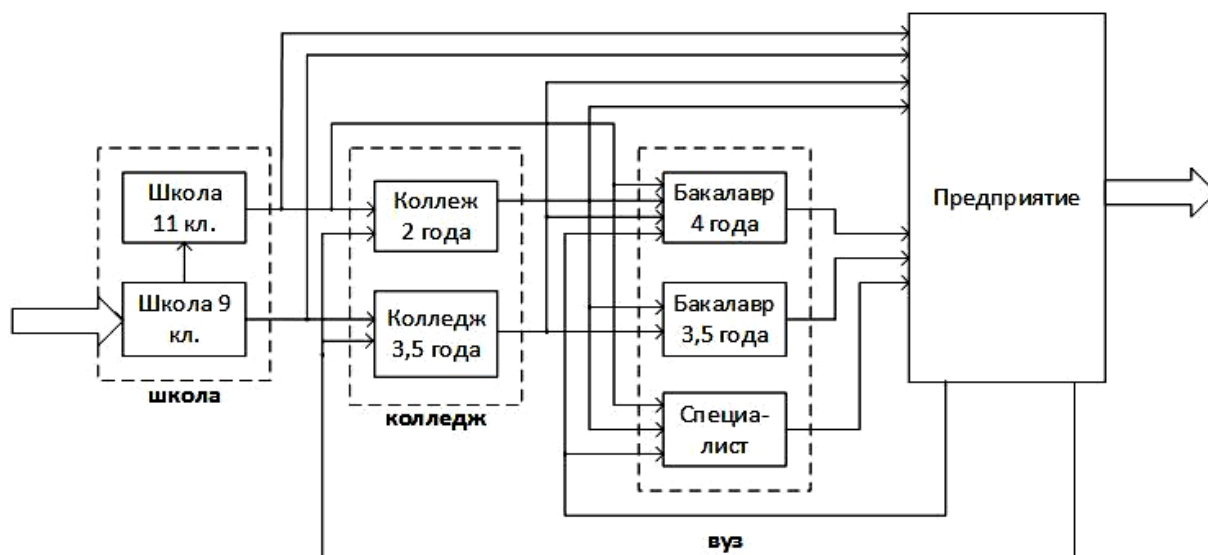 Школа
11 кл.
Школа 9
кл.
школа
Коллеж
2 года
Колледж
3,5 года
колледж
Бакалавр
4 года
Бакалавр
3,5 года
Специа-
лист
вуз
Предприятие